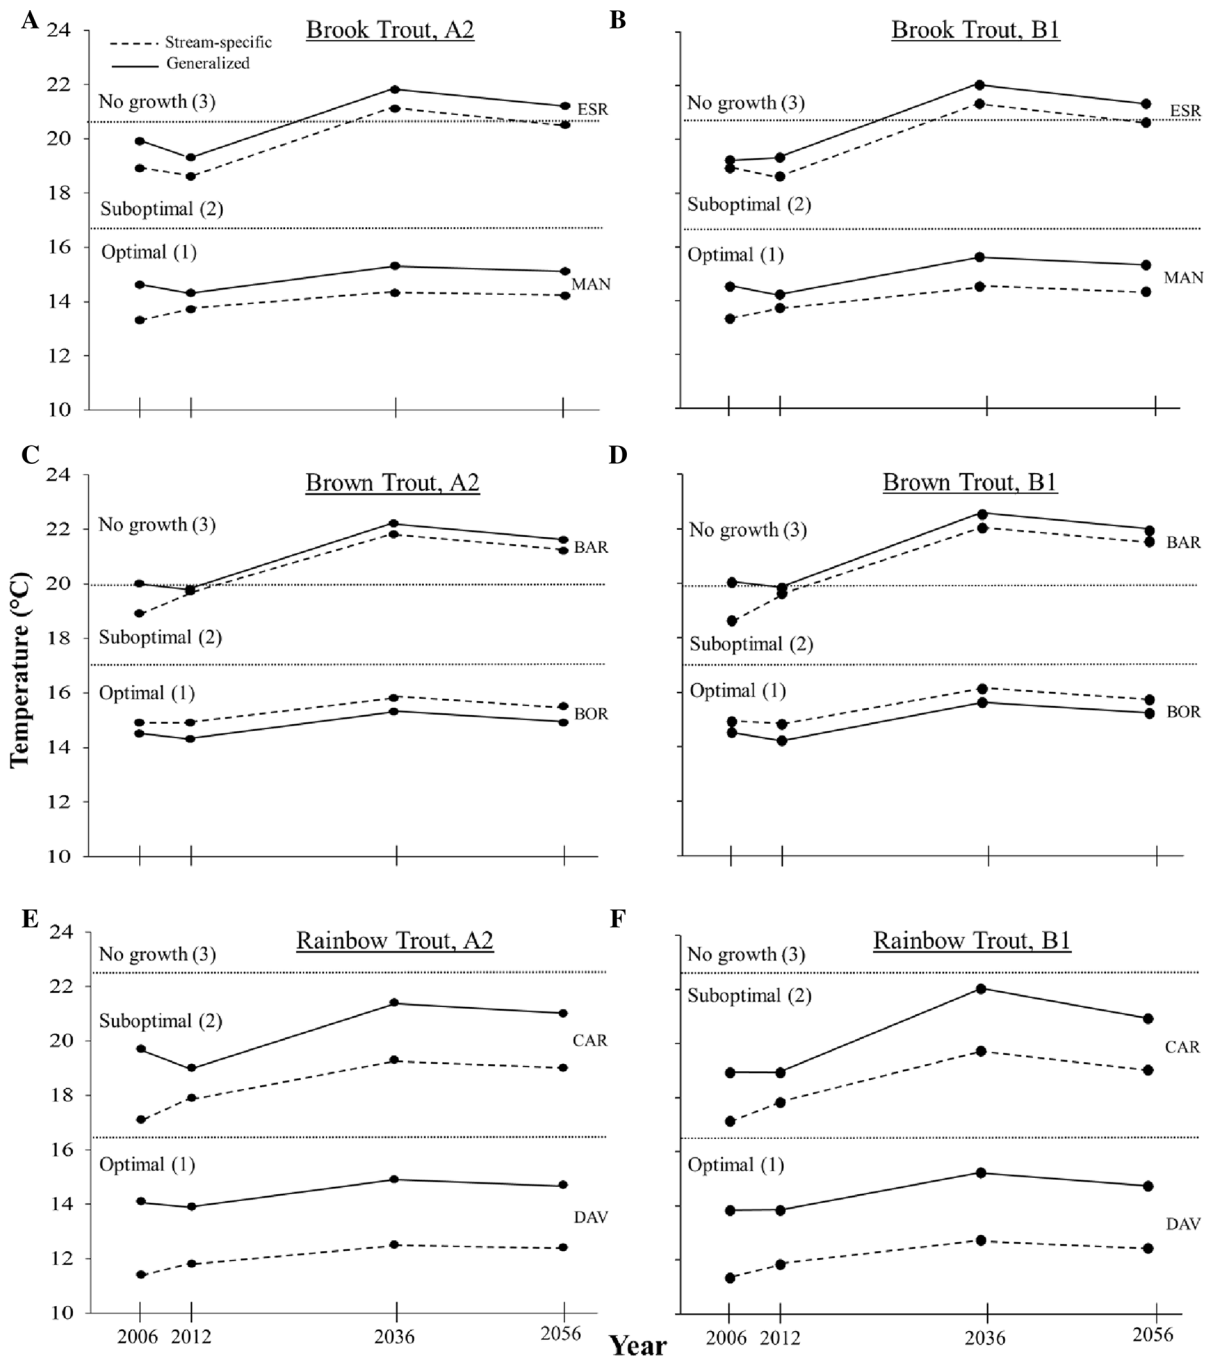 A
Brook Trout, A2
24
Stream-specific
Generalized
22
No growth (3)
ESR
20
18
Suboptimal (2)
16
Optimal (1)
MAN
14
12
10
B
Brook Trout, B1
No growth (3)
ESR
Suboptimal (2)
Optimal (1)
MAN
C
Brown Trout, A2
24
No growth (3)
22
BAR
20
Suboptimal (2)
18
Optimal (1)
16
BOR
14
12
10
D
Brown Trout, B1
No growth (3)
BAR
Suboptimal (2)
Optimal (1)
BOR
Temperature (°C)
E
Rainbow Trout, A2
24
No growth (3)
22
Suboptimal (2)
20
CAR
18
16
Optimal (1)
14
DAV
12
10
2006 2012 2036 2056
F
Rainbow Trout, B1
No growth (3)
Suboptimal (2)
CAR
Optimal (1)
DAV
2006 2012 2036 2056
Year